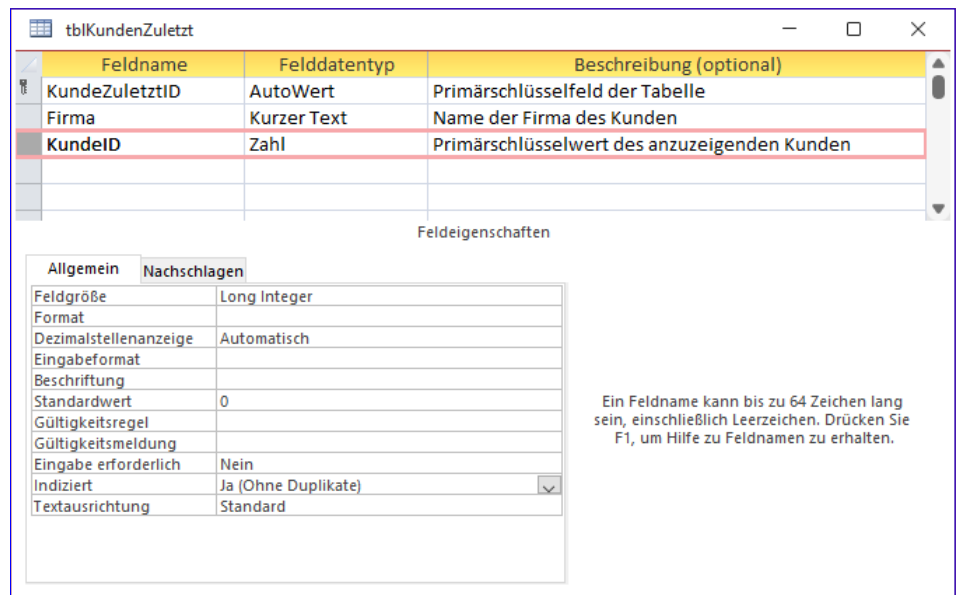 tblKundenZuletzt
Feldname Felddatentyp Beschreibung (optional)
KundeZuletztID AutoWert Primärschlüsselfeld der Tabelle
Firma Kurzer Text Name der Firma des Kunden
KundeID Zahl Primärschlüsselwert des anzuzeigenden Kunden
Feldeigenschaften
Allgemein Nachschlagen
Feldgröße Long Integer
Format
Dezimalstellenanzeige Automatisch
Eingabeformat
Beschriftung
Standardwert 0
Gültigkeitsregel
Gültigkeitsmeldung
Eingabe erforderlich Nein
Indiziert Ja (Ohne Duplikate)
Textausrichtung Standard
Ein Feldname kann bis zu 64 Zeichen lang
sein, einschließlich Leerzeichen. Drücken Sie
F1, um Hilfe zu Feldnamen zu erhalten.